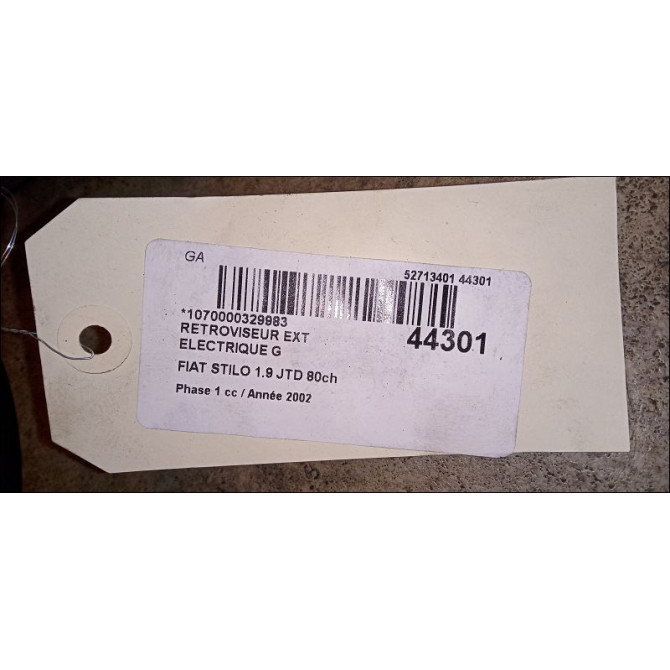 GA
52713401 44301
*1070000329983
RETROVISEUR EXT
ELECTRIQUE G
44301
FIAT STILO 1.9 JTD 80ch
Phase 1 cc / Année 2002